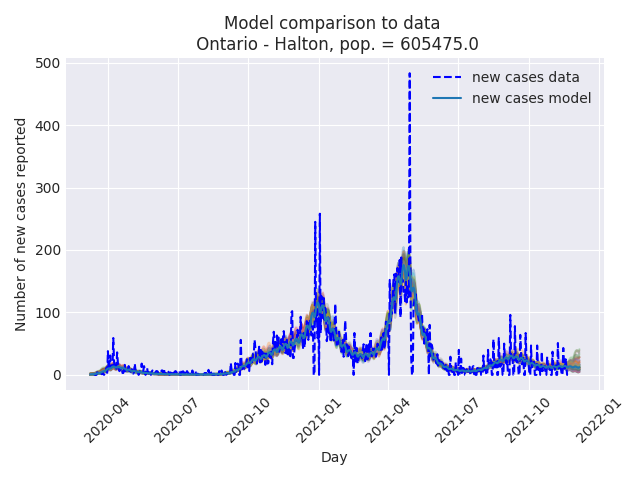 Model comparison to data
Ontario - Halton, pop. = 605475.0
new cases data
new cases model
Number of new cases reported
500
400
300
200
100
0
2020-04
2020-07
2020-10
2021-01
2021-04
2021-07
2021-10
2022-01
Day